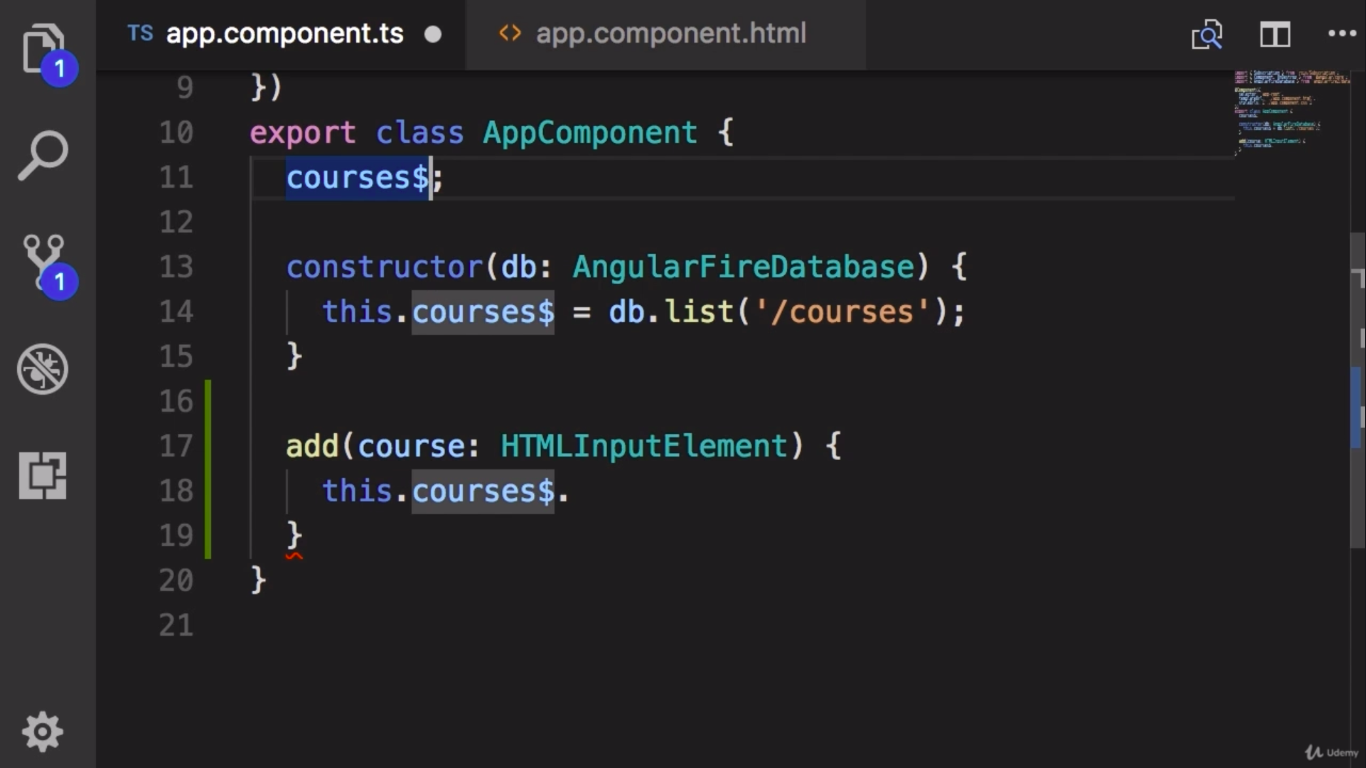 1
1
TS app.component.ts
<> app.component.html
9 })
10 export class AppComponent {
11 courses$;
12
13 constructor(db: AngularFireDatabase) {
14 this.courses$ = db.list('/courses');
15 }
16
17 add(course: HTMLInputElement) {
18 this.courses$.
19 }
20 }
21
Udemy